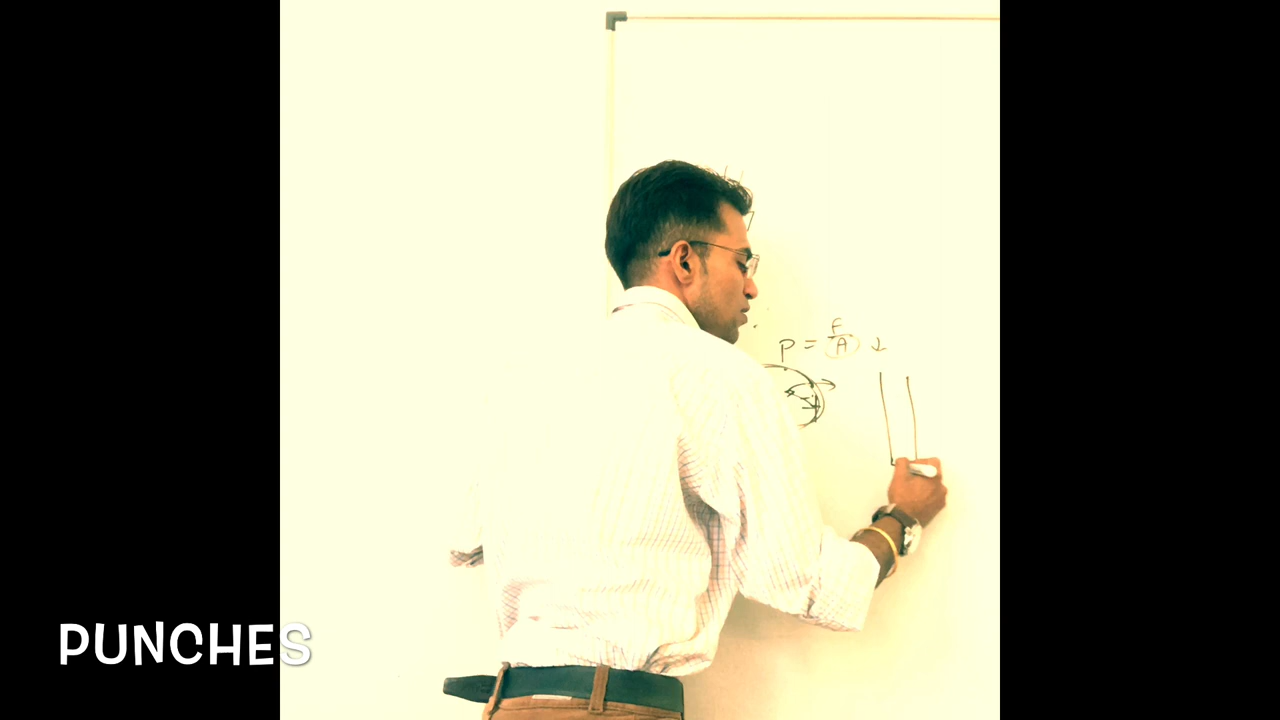 P = F/A ↓
PUNCHES